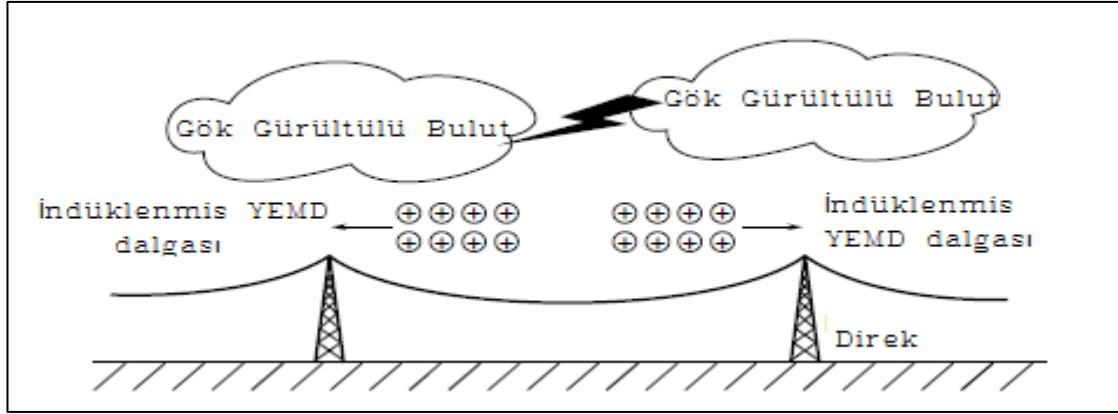 Gök Gürültülü Bulut
Gök Gürültülü Bulut
İndüklenmis YEMD
dalgası
İndüklenmis
YEMD dalgası
Direk